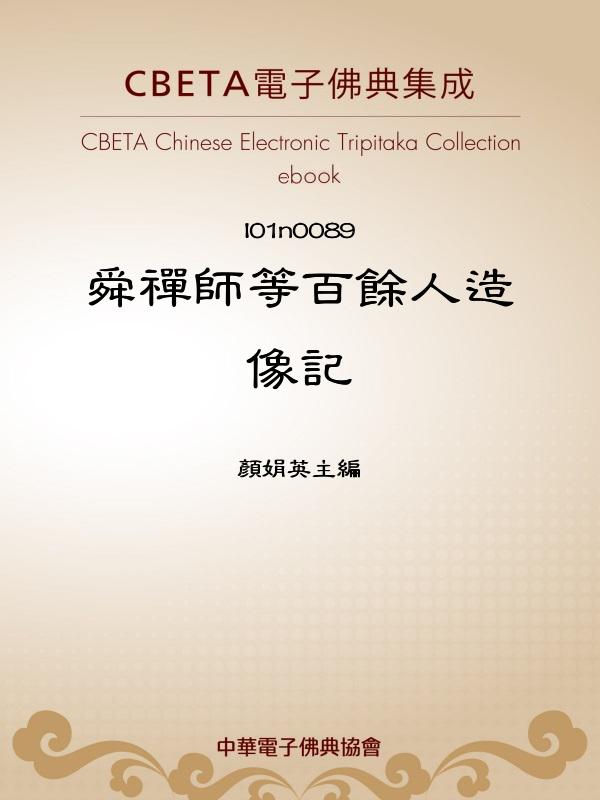 CBETA電子佛典集成
CBETA Chinese Electronic Tripitaka Collection
ebook
I01n0089
舜禪師等百餘人造
像記
顏娟英主編
中華電子佛典協會